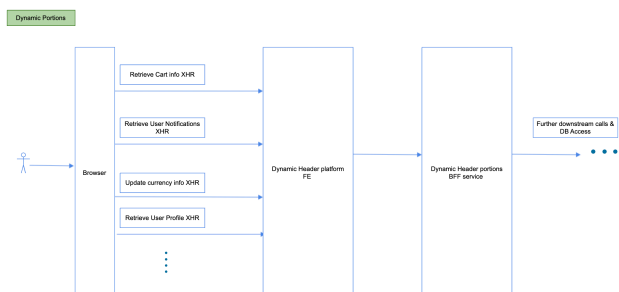 Dynamic Portions
Retrieve Cart info XHR
Retrieve User Notifications
XHR
Further downstream calls &
DB Access
Browser
Dynamic Header platform
FE
Dynamic Header portions
BFF service
Update currency info XHR
Retrieve User Profile XHR